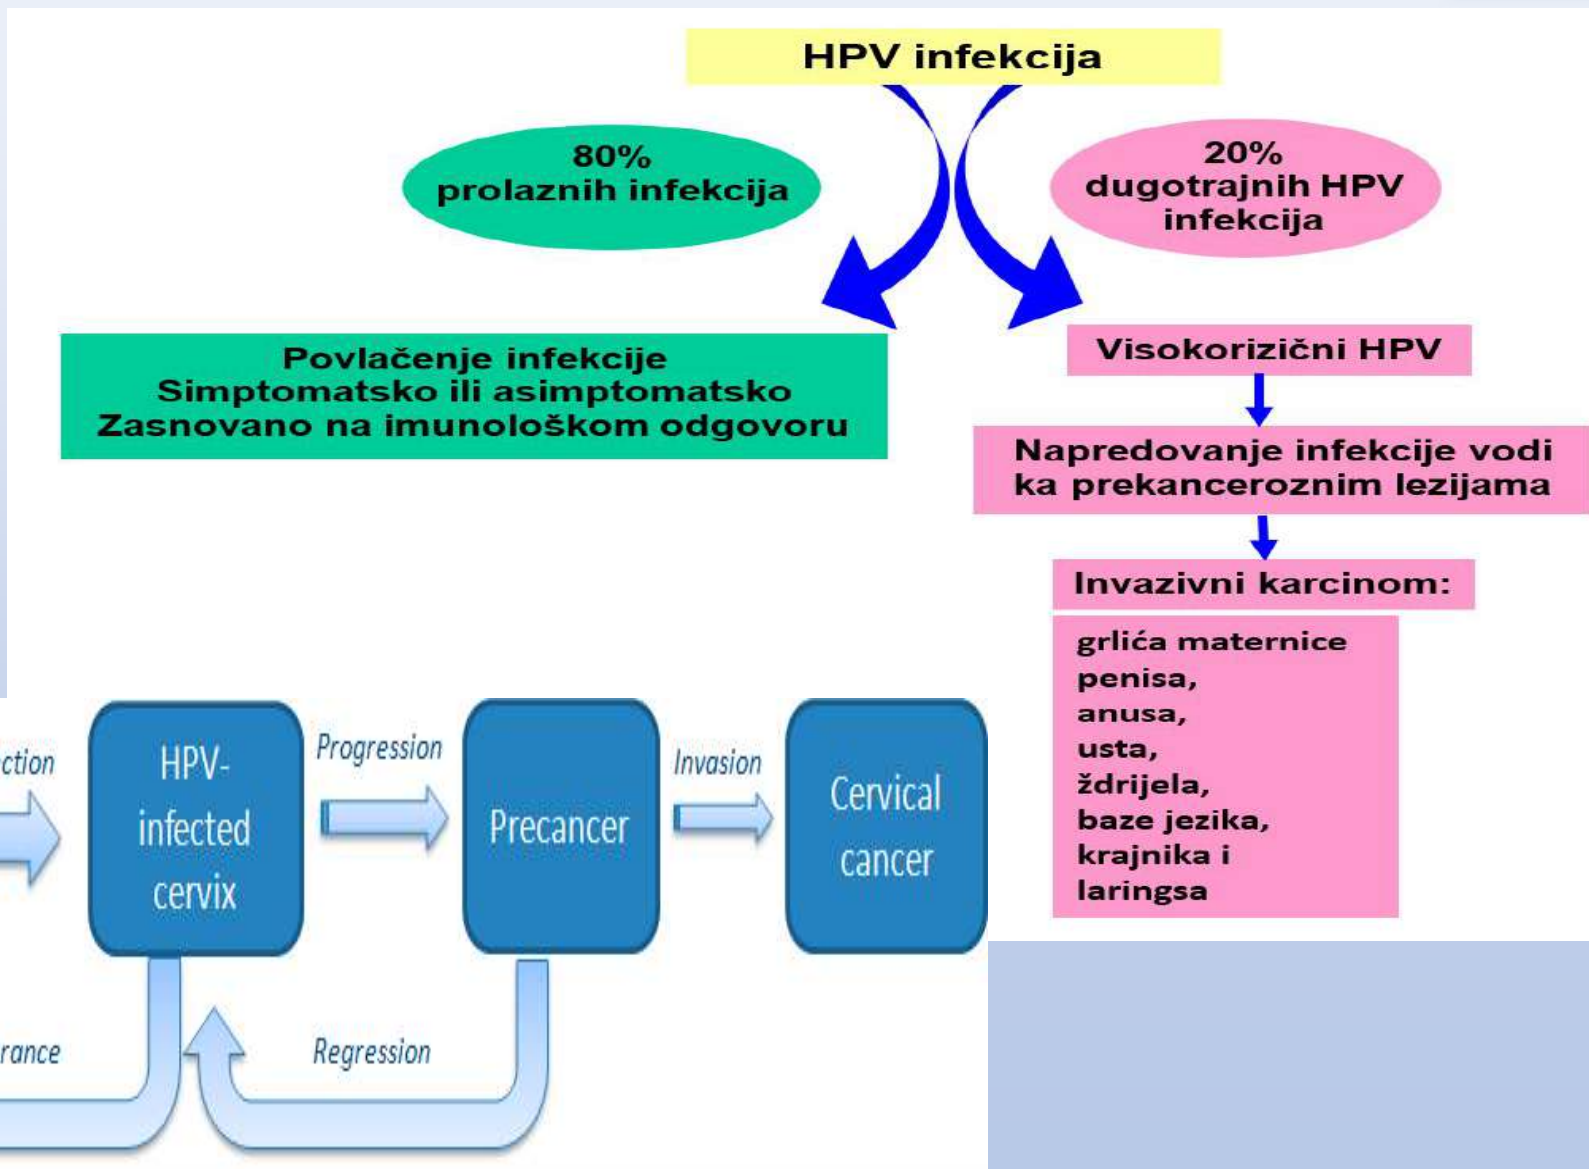 HPV infekcija
80%
prolaznih infekcija
20%
dugotrajnih HPV
infekcija
Povlačenje infekcije
Simptomatsko ili asimptomatsko
Zasnovano na imunološkom odgovoru
Visokorizični HPV
Napredovanje infekcije vodi
ka prekanceroznim lezijama
Invazivni karcinom:
grlića maternice
penisa,
anusa,
usta,
ždrijela,
baze jezika,
krajnika i
laringsa
HPV-
infected
cervix
Progression
Precancer
Invasion
Cervical
cancer
Regression